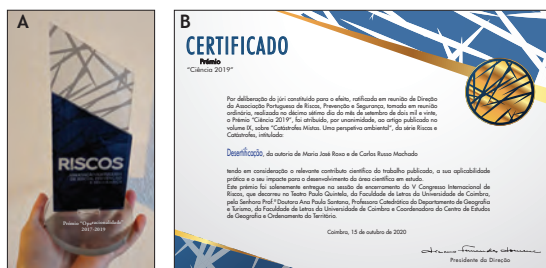 A
RISCOS
Prémio "Operacionalidade"
2017-2019
B
CERTIFICADO
Prémio
"Ciência 2019"
Por deliberação do júri constituído para o efeito, ratificada em reunião de Direção
da Associação Portuguesa de Riscos, Prevenção e Segurança, tomada em reunião
ordinária, realizada no décimo sétimo dia do mês de setembro de dois mil e vinte,
o Prémio "Ciência 2019", foi atribuído, por unanimidade, ao artigo publicado no
volume IX, sobre "Catástrofes Mistas. Uma perspetiva ambiental", da série Riscos e
Catástrofes, intitulado:
Desertificação, da autoria de Maria José Roxo e de Carlos Russo Machado
tendo em consideração o relevante contributo científico do trabalho publicado, a sua aplicabilidade
prática e o seu impacte para o desenvolvimento da área científica em estudo.
Este prémio foi solenemente entregue na sessão de encerramento do V Congresso Internacional de
Riscos, que decorreu no Teatro Paulo Quintela, da Faculdade de Letras da Universidade de Coimbra,
pela Senhora Prof.ª Doutora Ana Paula Santana, Professora Catedrática do Departamento de Geografia
e Turismo, da Faculdade de Letras da Universidade de Coimbra e Coordenadora do Centro de Estudos
de Geografia e Ordenamento do Território.
Coimbra, 15 de outubro de 2020
Presidente da Direção